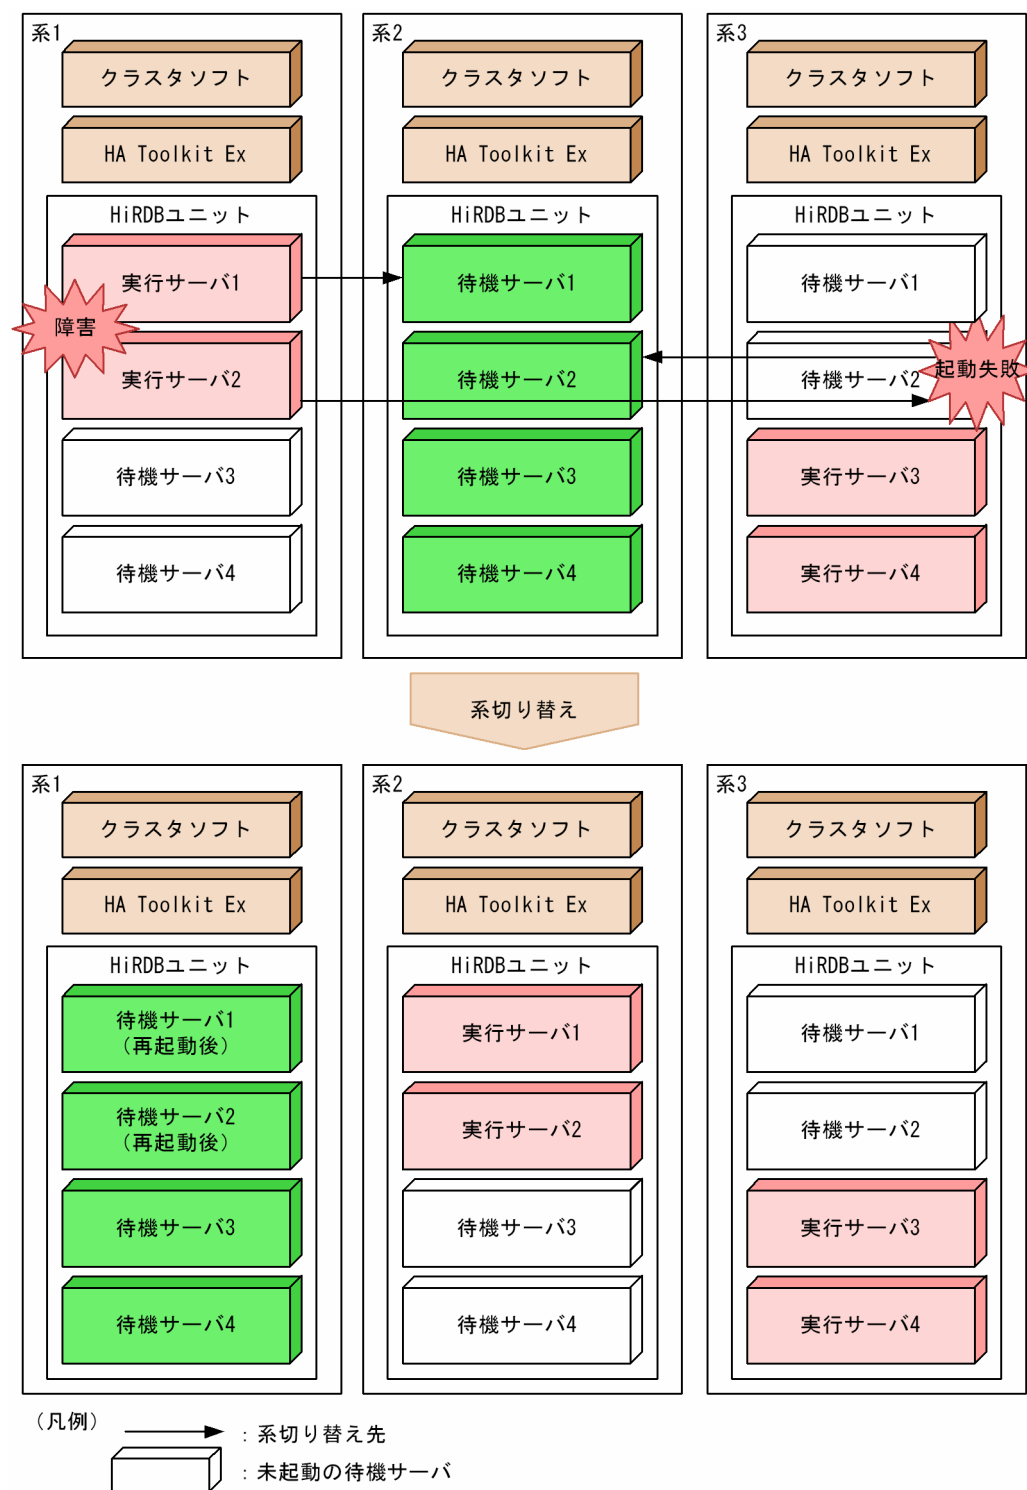 系1
クラスタソフト
HA Toolkit Ex
HiRDBユニット
実行サーバ1
障害
実行サーバ2
待機サーバ3
待機サーバ4
系2
クラスタソフト
HA Toolkit Ex
HiRDBユニット
待機サーバ1
待機サーバ2
待機サーバ3
待機サーバ4
系3
クラスタソフト
HA Toolkit Ex
HiRDBユニット
待機サーバ1
待機サーバ2
起動失敗
実行サーバ3
実行サーバ4
系切り替え
系1
クラスタソフト
HA Toolkit Ex
HiRDBユニット
待機サーバ1
（再起動後）
待機サーバ2
（再起動後）
待機サーバ3
待機サーバ4
系2
クラスタソフト
HA Toolkit Ex
HiRDBユニット
実行サーバ1
実行サーバ2
待機サーバ3
待機サーバ4
系3
クラスタソフト
HA Toolkit Ex
HiRDBユニット
待機サーバ1
待機サーバ2
実行サーバ3
実行サーバ4
（凡例）
：系切り替え先
：未起動の待機サーバ